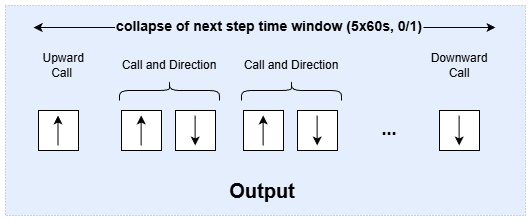 collapse of next step time window (5x60s, 0/1)
Upward
Call
Call and Direction
Call and Direction
Downward
Call
...
Output